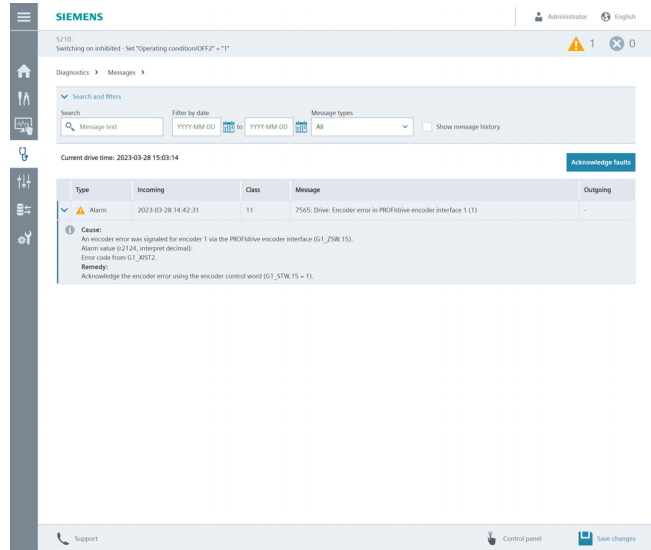 SIEMENS
Administrator
English
S210:
Switching on inhibited - Set "Operating condition/OFF2" = "1"
1
0
Diagnostics > Messages >
Search and filters
Search
Filter by date
Message types
Message text
YYYY-MM-DD
to
YYYY-MM-DD
All
Show message history
Current drive time: 2023-03-28 15:03:14
Acknowledge faults
Type
Incoming
Class
Message
Outgoing
Alarm
2023-03-28 14:42:31
11
7565: Drive: Encoder error in PROFIdrive encoder interface 1 (1)
-
Cause:
An encoder error was signaled for encoder 1 via the PROFIdrive encoder interface (G1_ZSW.15).
Alarm value (r2124, interpret decimal):
Error code from G1_XIST2.
Remedy:
Acknowledge the encoder error using the encoder control word (G1_STW.15 = 1).
Support
Control panel
Save changes